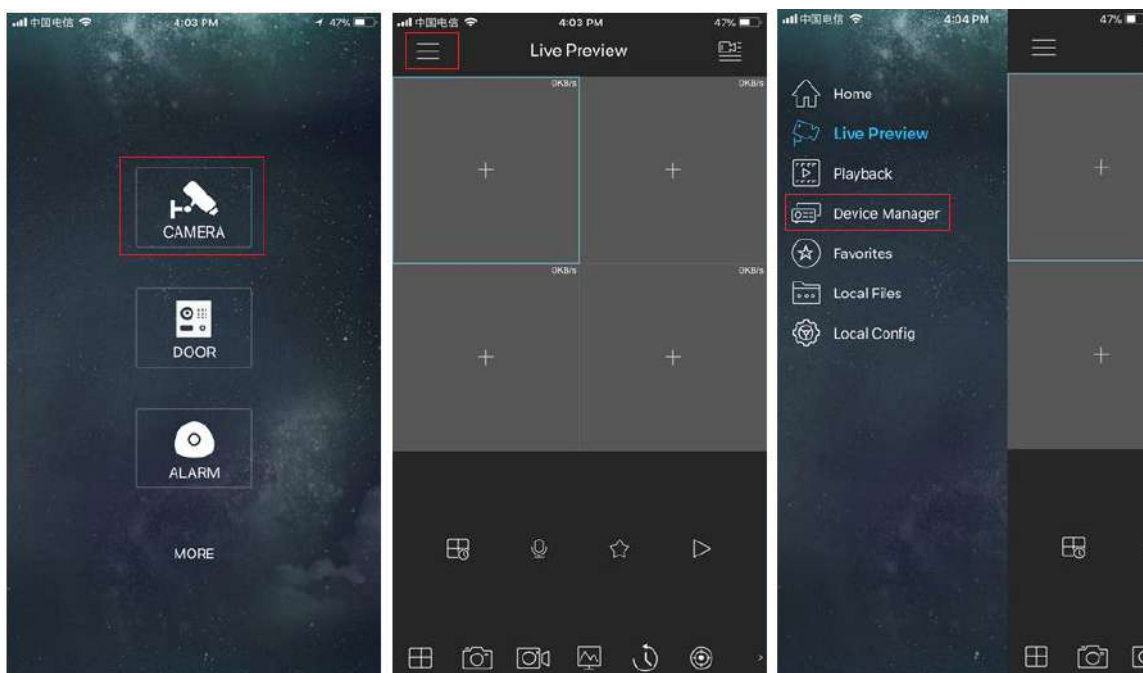 中国电信 4:03 PM 47%
CAMERA
DOOR
ALARM
MORE
中国电信 4:03 PM 47%
Live Preview
0KB/s 0KB/s
0KB/s 0KB/s
中国电信 4:04 PM 47%
Home
Live Preview
Playback
Device Manager
Favorites
Local Files
Local Config